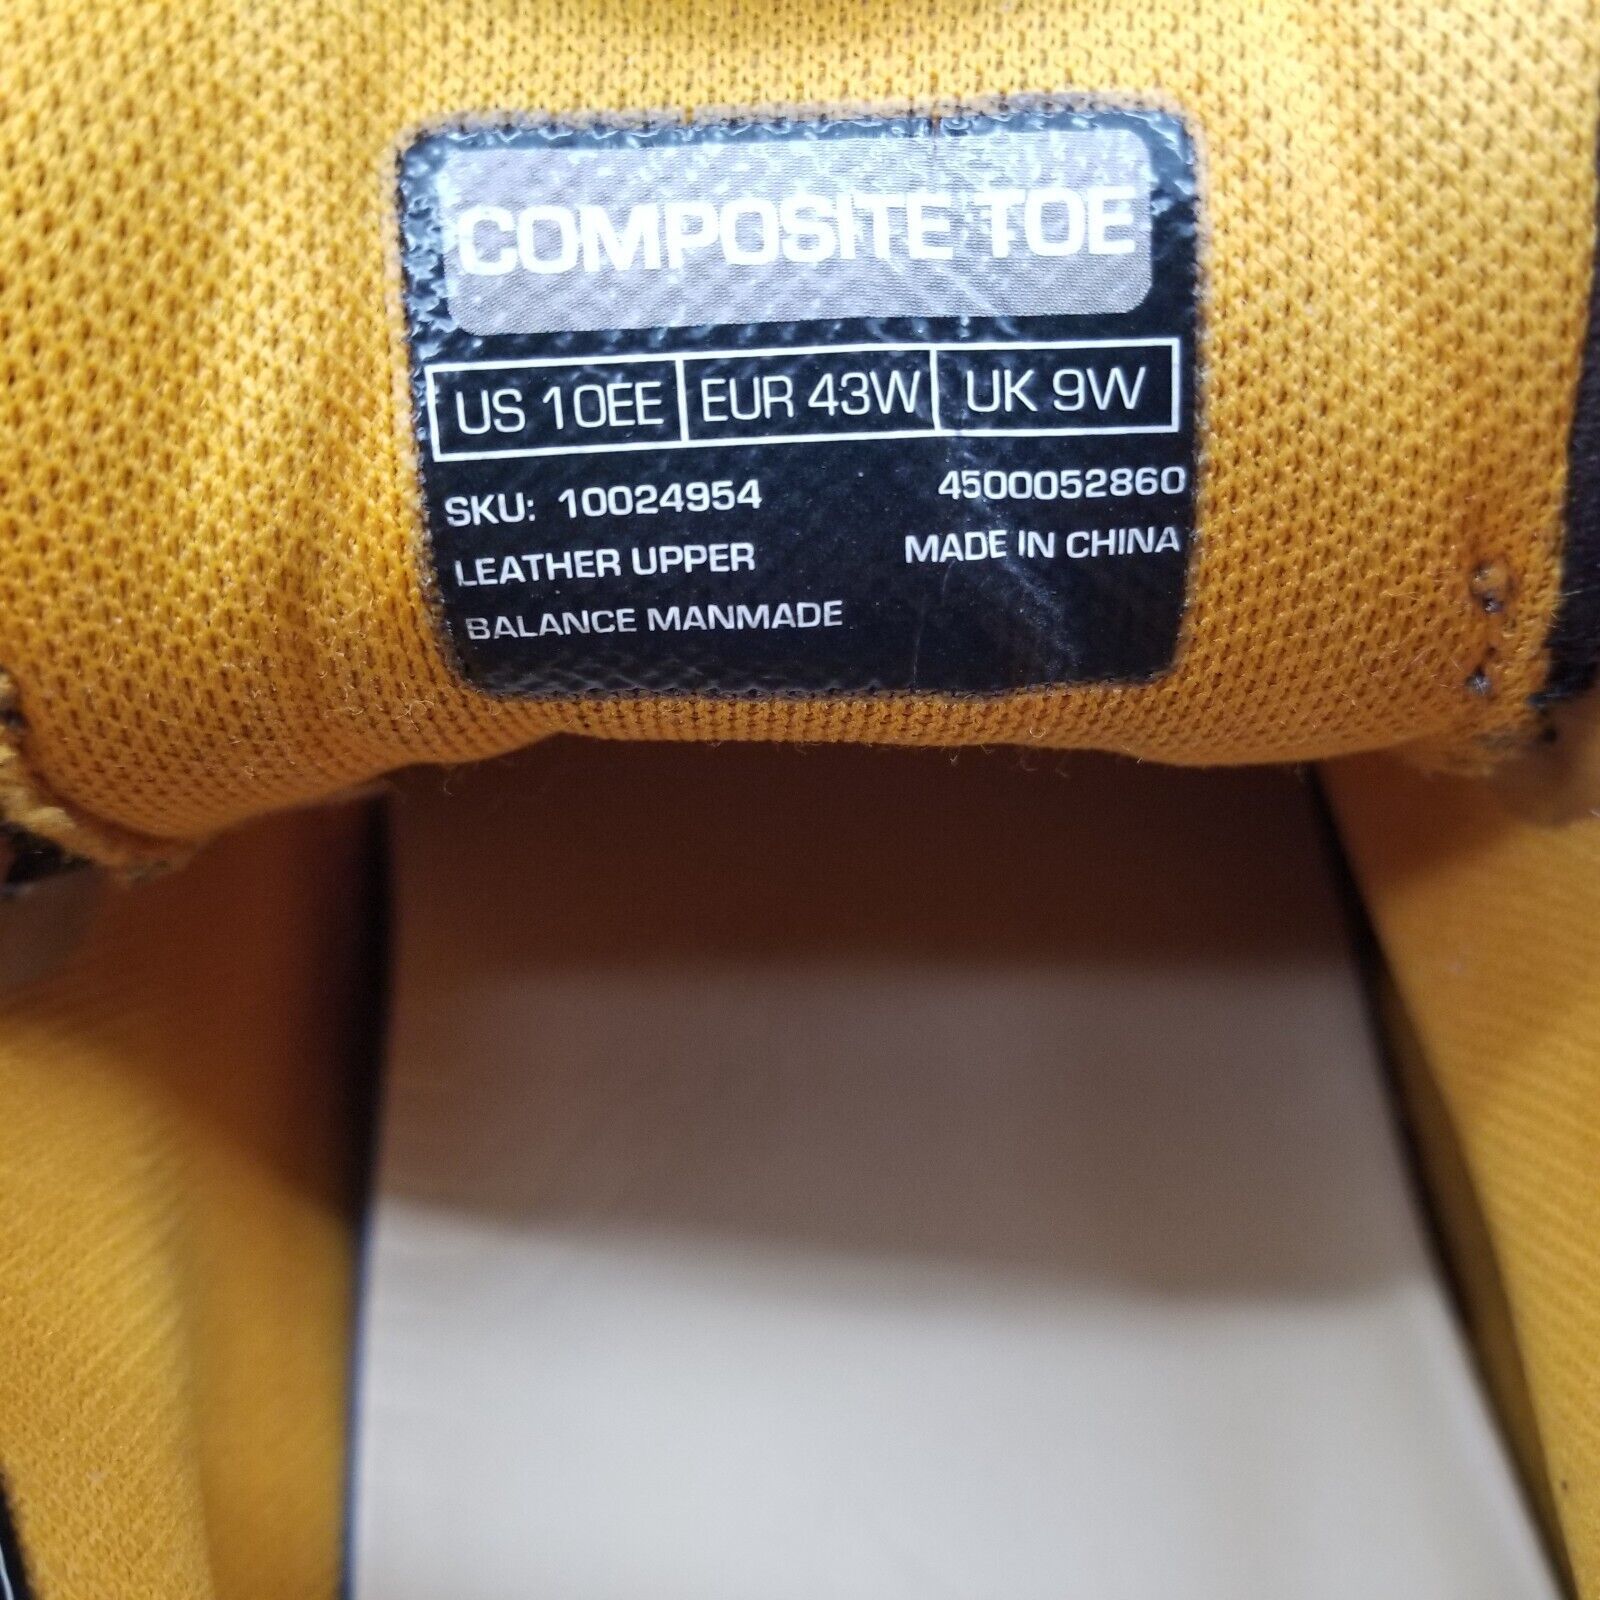 COMPOSITE TOE
US 10EE EUR 43W UK 9W
SKU: 10024954 4500052860
LEATHER UPPER MADE IN CHINA
BALANCE MANMADE